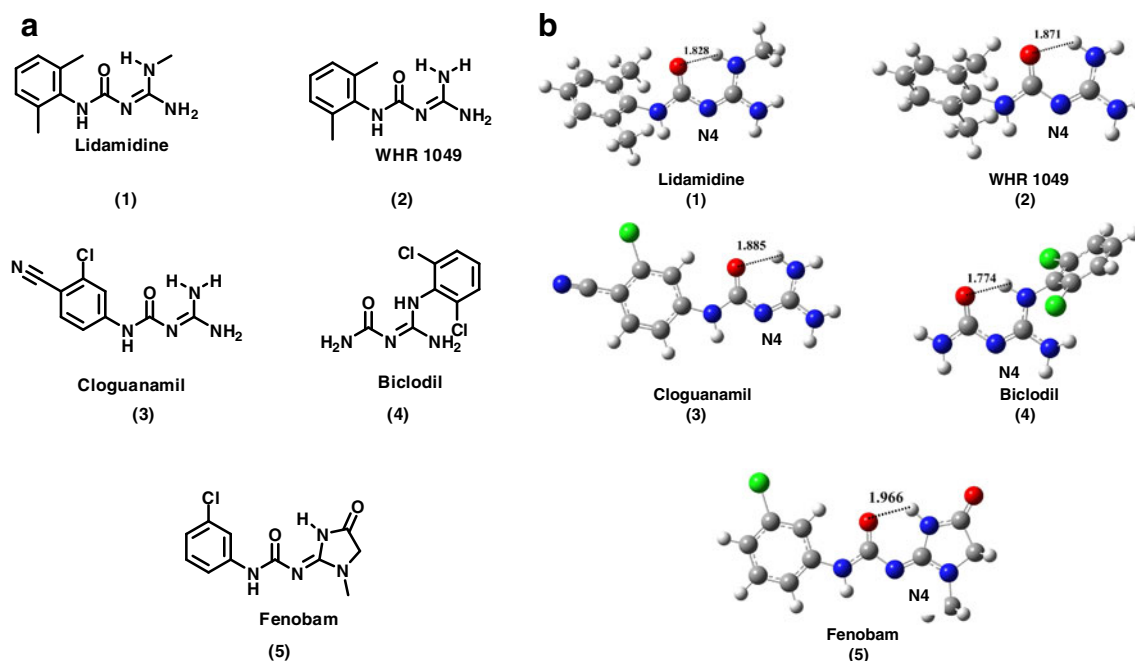 a
O
H
N
N
H
N
NH2
Lidamidine
(1)
O
H
N
H
N
H
N
NH2
WHR 1049
(2)
N
Cl
O
H
N
H
N
H
N
NH2
Cloguanamil
(3)
Cl
HN
O
Cl
H2N
N
NH2
Biclodil
(4)
Cl
O
H
N
O
N
H
N
N
Fenobam
(5)
b
1.828
N4
Lidamidine
(1)
1.871
N4
WHR 1049
(2)
1.885
N4
Cloguanamil
(3)
1.774
N4
Biclodil
(4)
1.966
N4
Fenobam
(5)